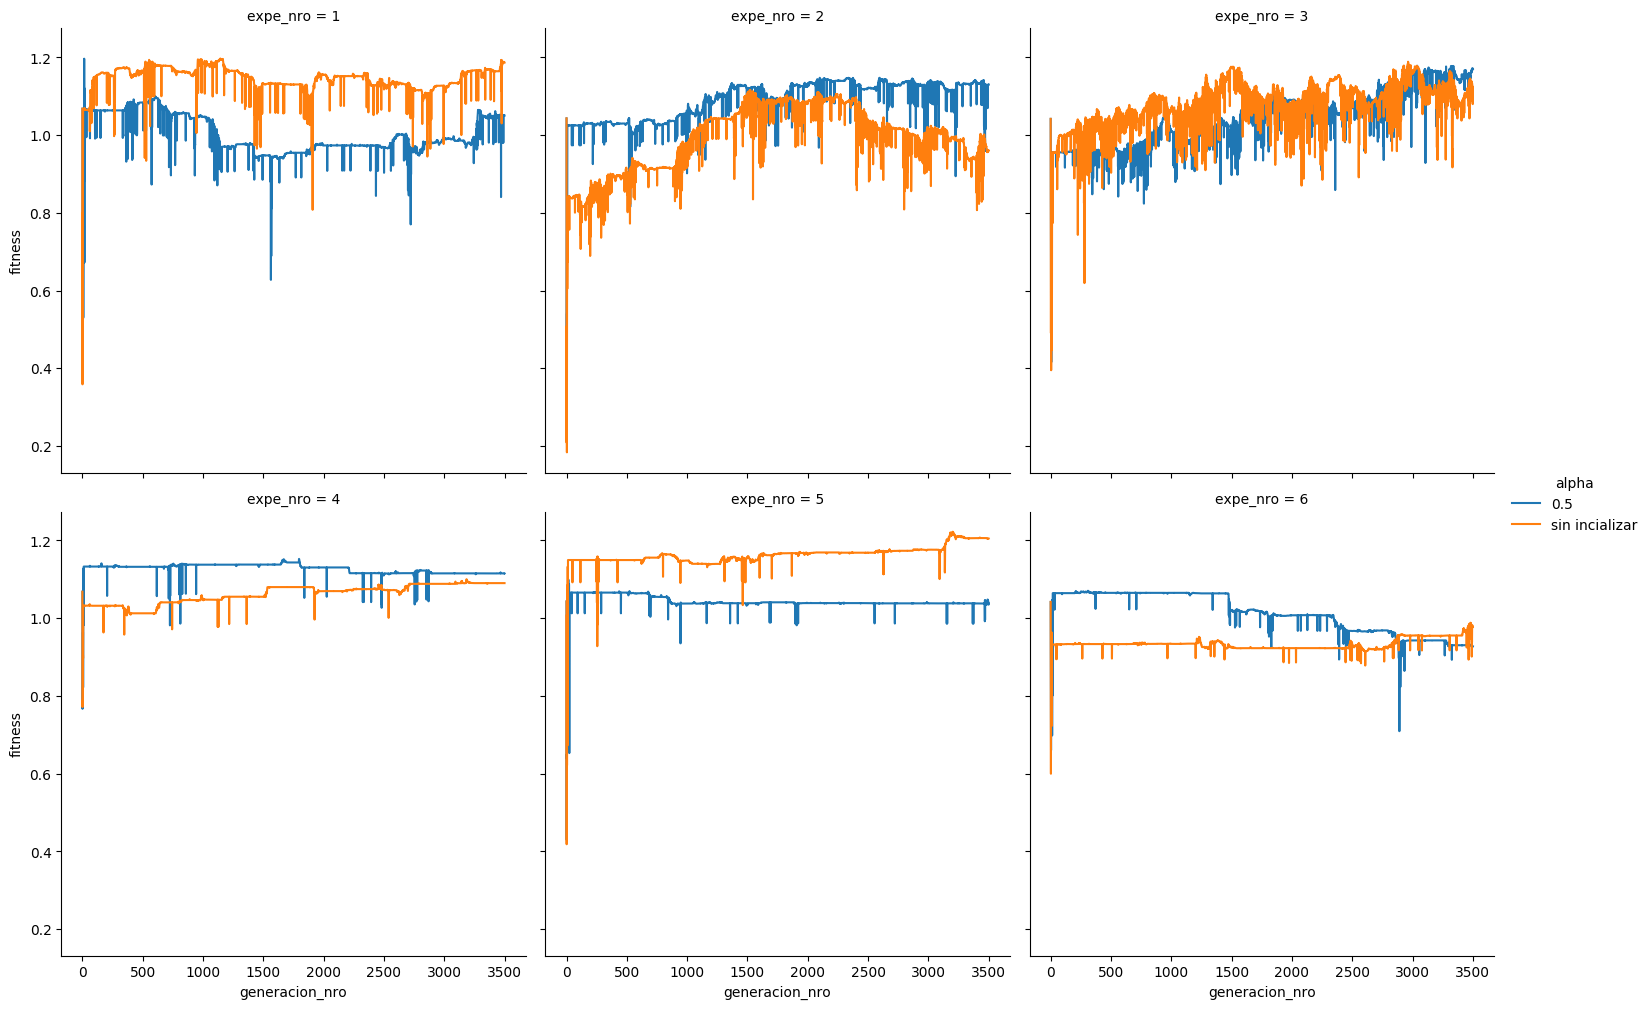 expe_nro = 1
expe_nro = 2
expe_nro = 3
fitness
1.2
1.0
0.8
0.6
0.4
0.2
expe_nro = 4
expe_nro = 5
expe_nro = 6
alpha
0.5
sin incializar
fitness
1.2
1.0
0.8
0.6
0.4
0.2
0 500 1000 1500 2000 2500 3000 3500
0 500 1000 1500 2000 2500 3000 3500
0 500 1000 1500 2000 2500 3000 3500
generacion_nro
generacion_nro
generacion_nro